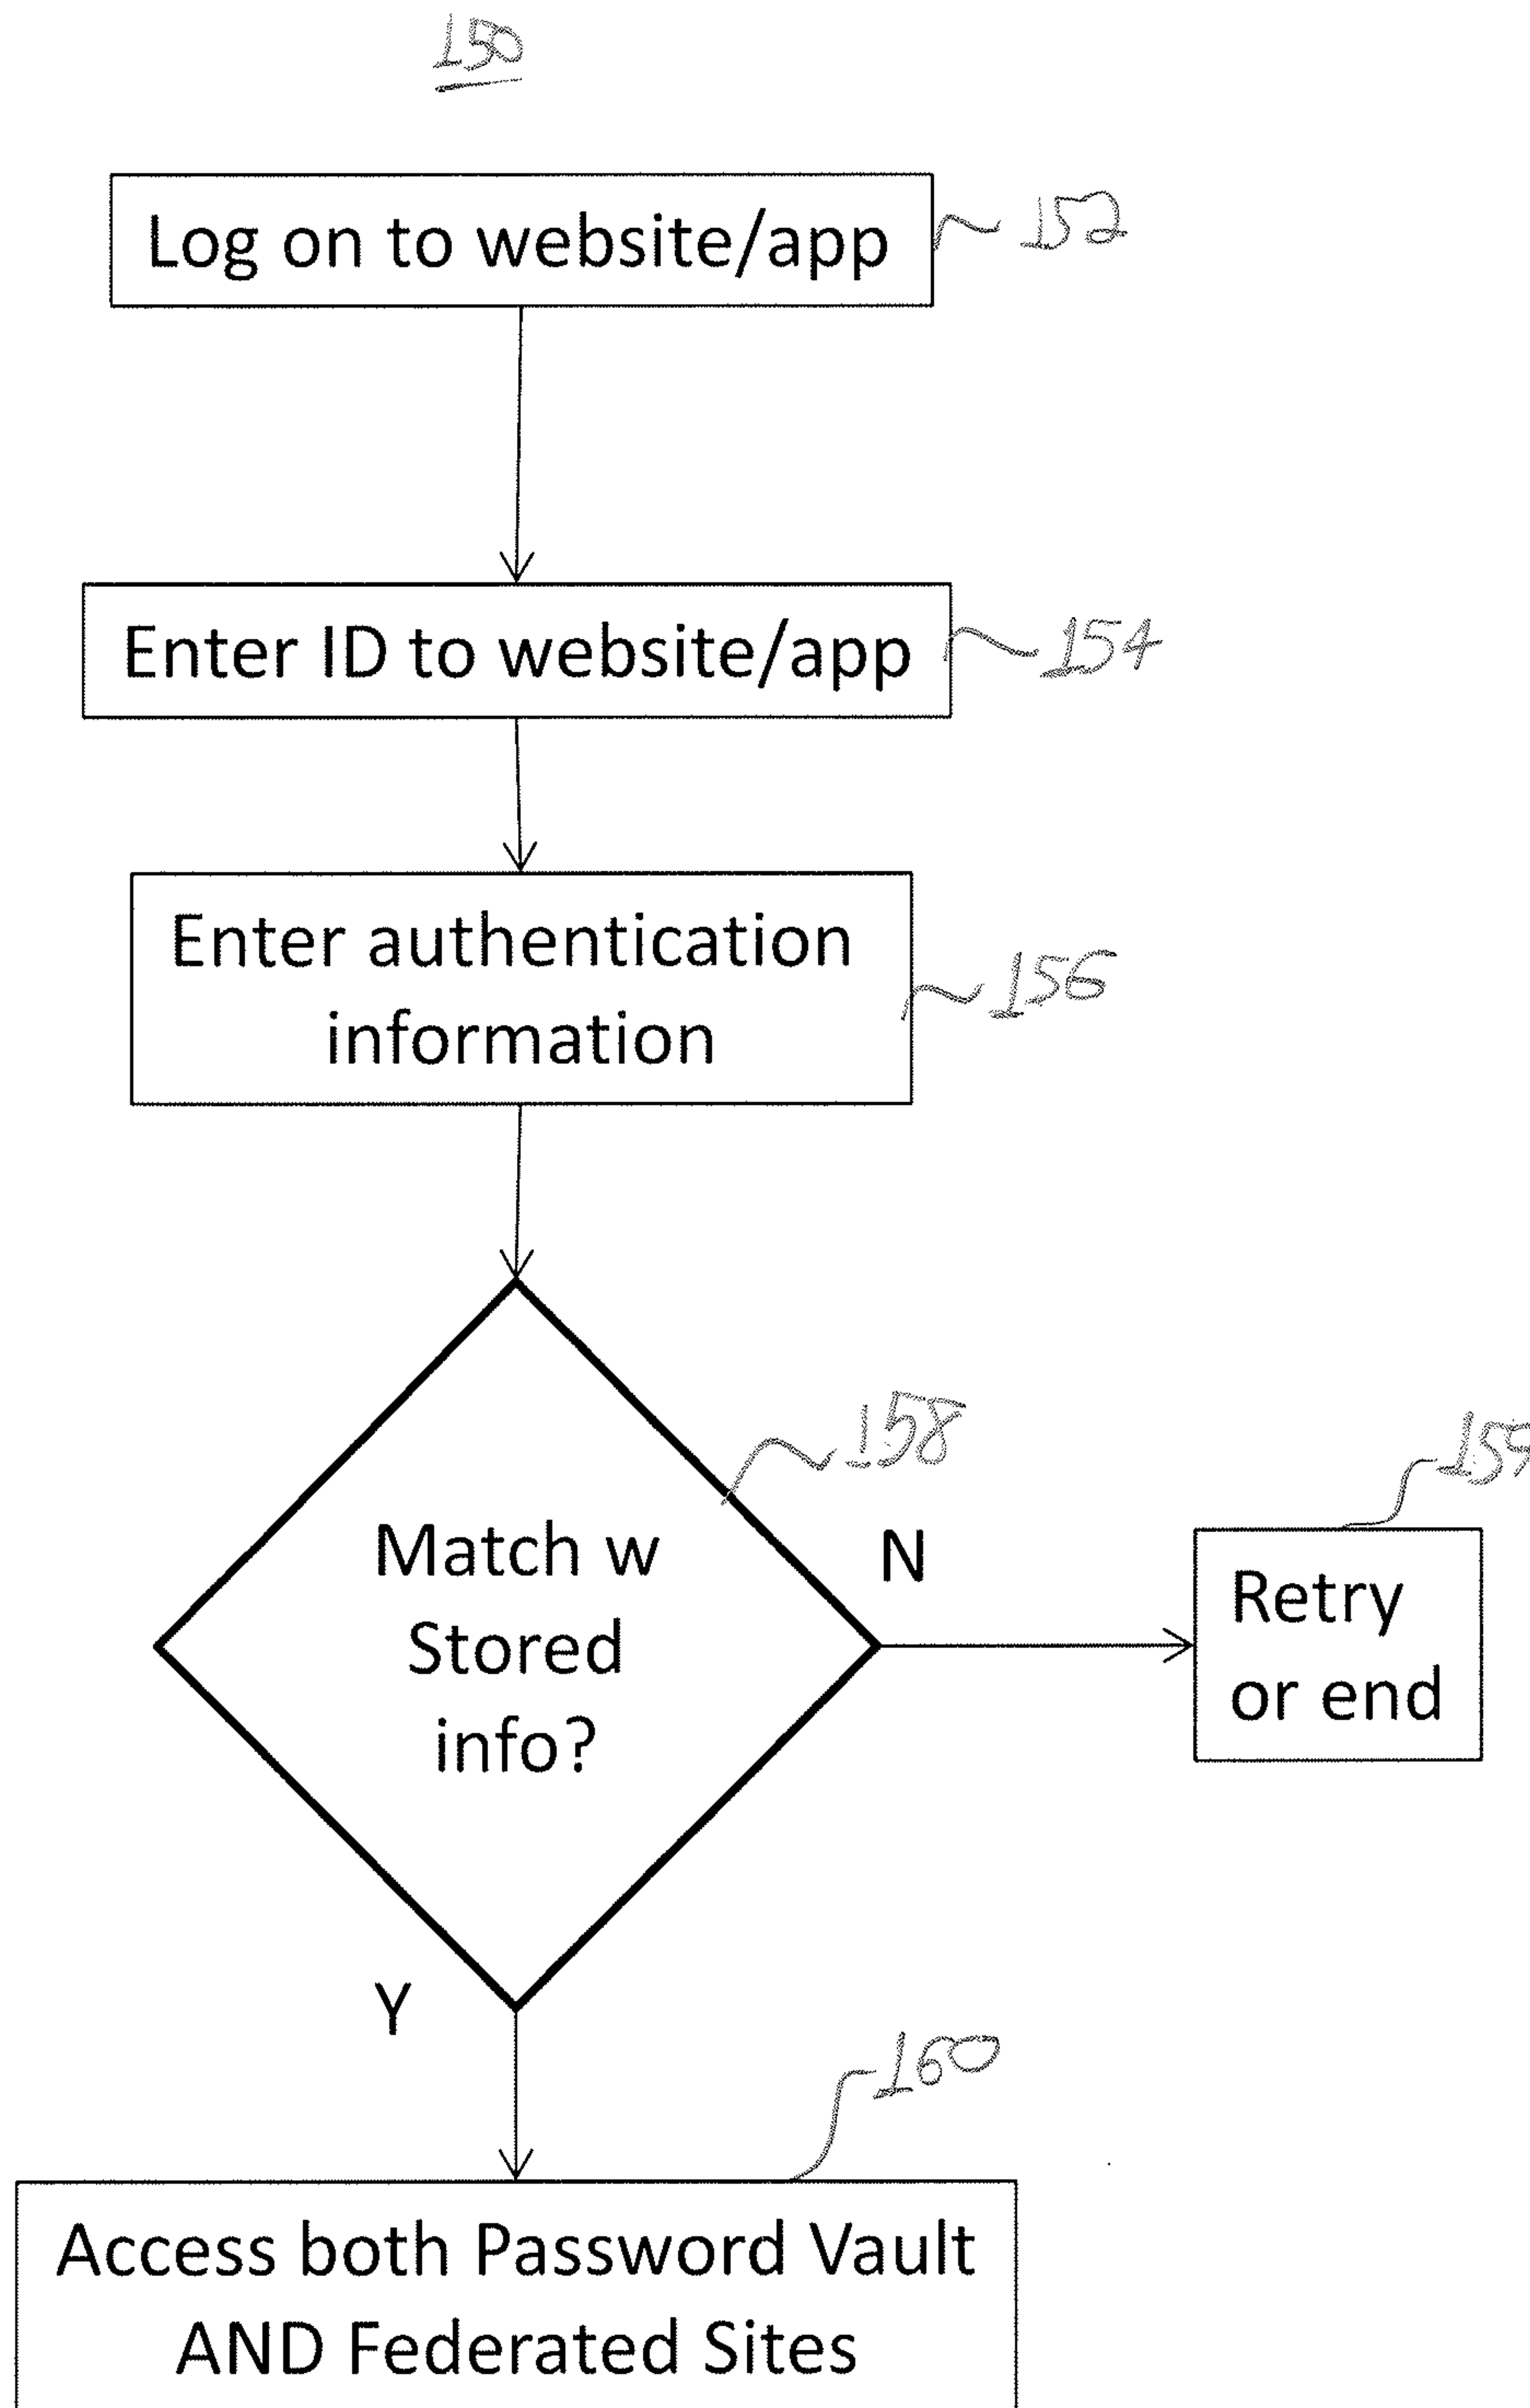 150
Log on to website/app
152
Enter ID to website/app
154
Enter authentication
information
156
158
159
Match w
Stored
info?
N
Retry
or end
Y
160
Access both Password Vault
AND Federated Sites